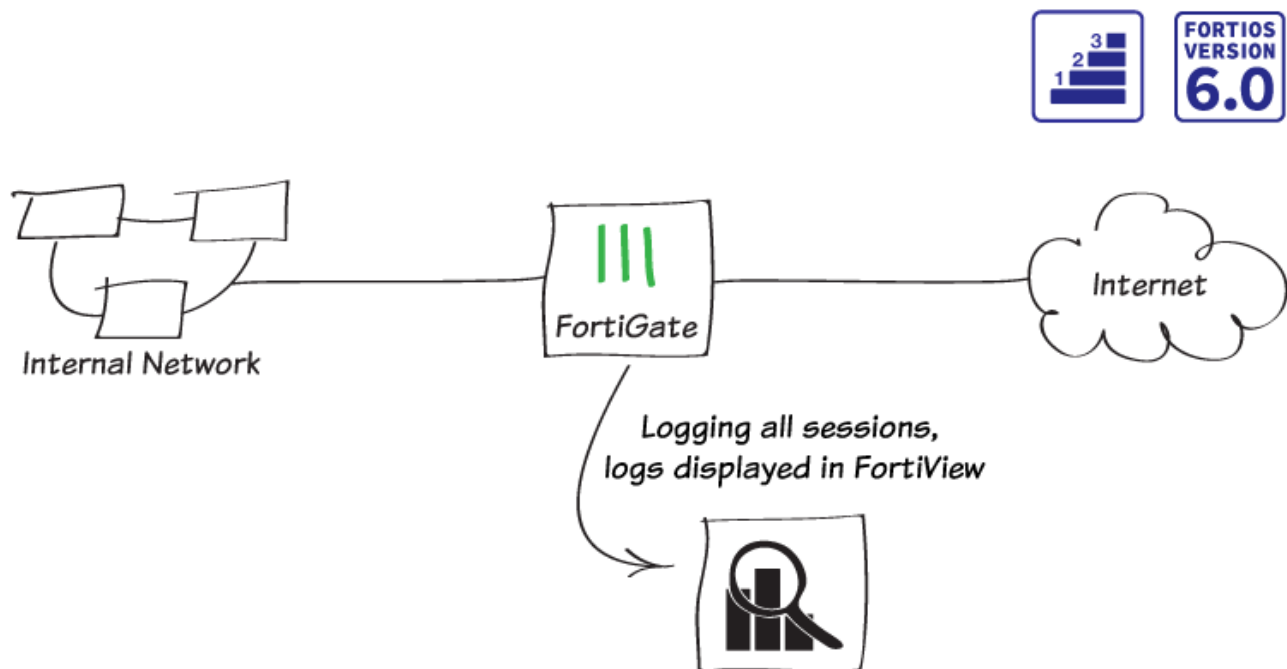 3
2
1
FORTIOS
VERSION
6.0
Internet
FortiGate
Internal Network
Logging all sessions,
logs displayed in FortiView